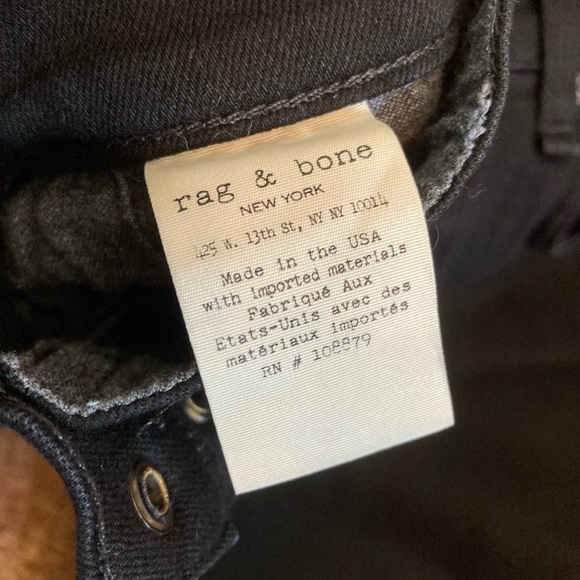 rag & bone
NEW YORK
425 W. 13th St, NY NY 10014
Made in the USA
with imported materials
Fabriqué Aux
Etats-Unis avec des
matériaux importés
RN # 108879